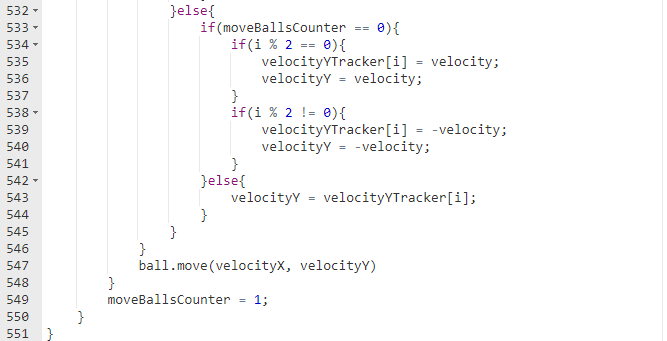 532 }else{
533 if(moveBallsCounter == 0){
534 if(i % 2 == 0){
535 velocityYTracker[i] = velocity;
536 velocityY = velocity;
537 }
538 if(i % 2 != 0){
539 velocityYTracker[i] = -velocity;
540 velocityY = -velocity;
541 }
542 }else{
543 velocityY = velocityYTracker[i];
544 }
545 }
546 }
547 ball.move(velocityX, velocityY)
548 }
549 moveBallsCounter = 1;
550 }
551 }